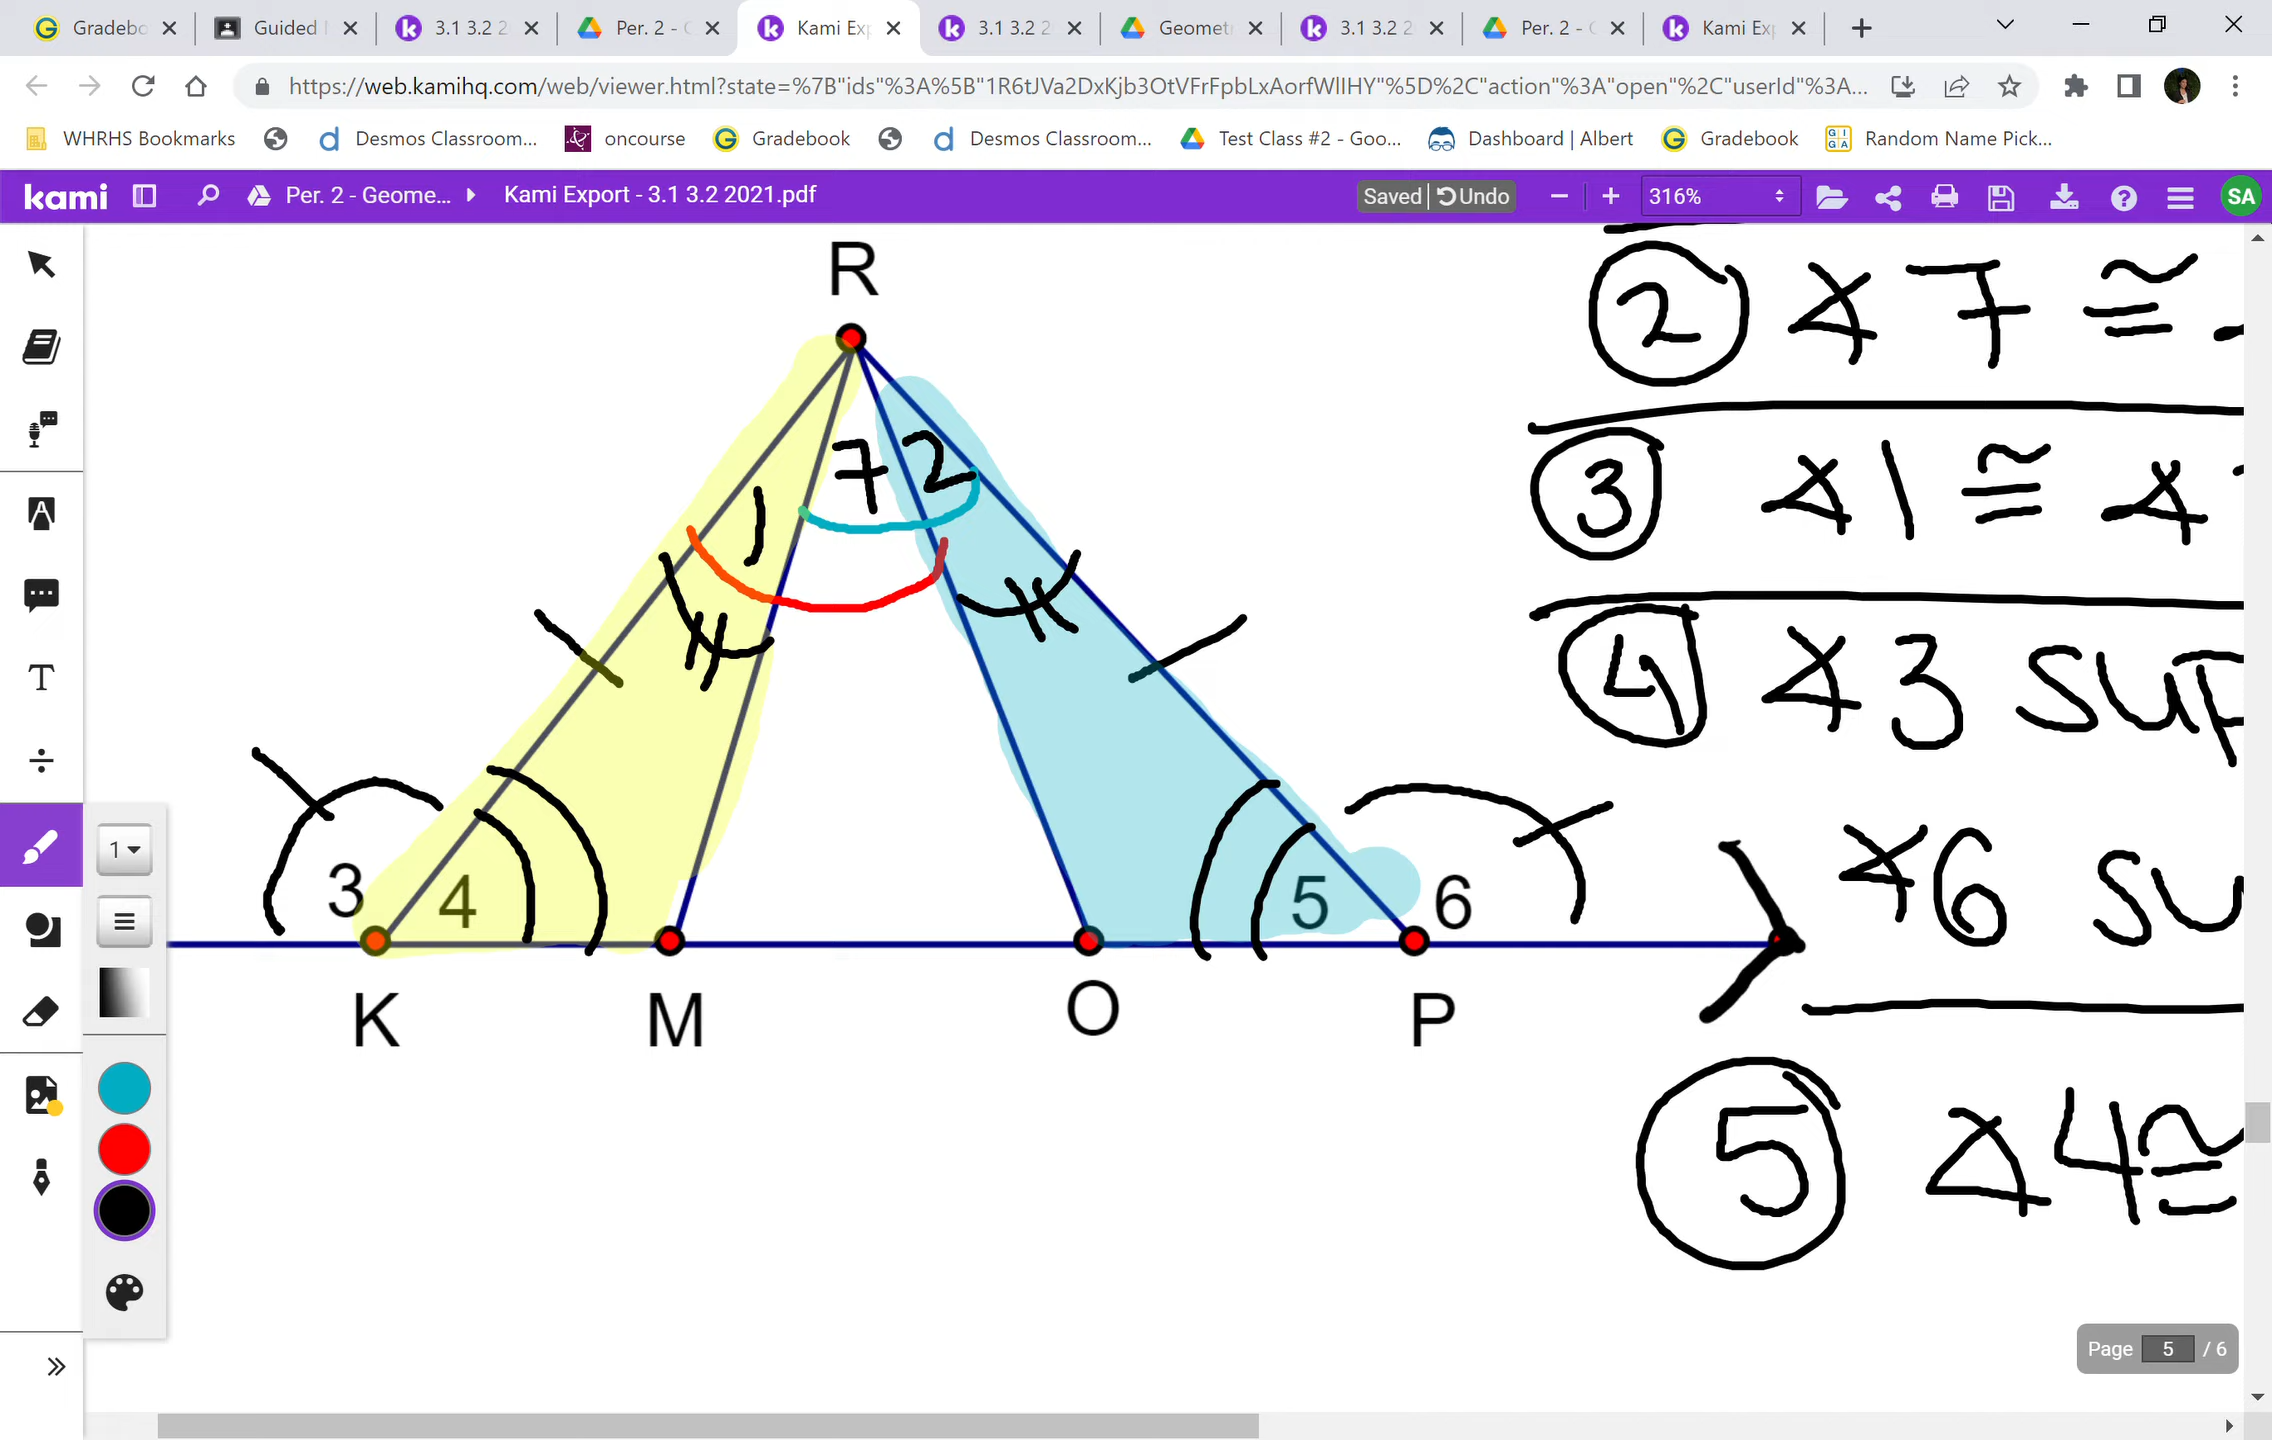 Gradebo
Guided
3.1 3.2 2
Per. 2 -
Kami Ex
3.1 3.2 2
Geomet
3.1 3.2 2
Per. 2 -
Kami Ex
https://web.kamihq.com/web/viewer.html?state=%7B"ids"%3A%5B"1R6tJVa2DxKjb3OtVFrFpbLxAorfWlIHY"%5D%2C"action"%3A"open"%2C"userId"%3A...
WHRHS Bookmarks
Desmos Classroom...
oncourse
Gradebook
Desmos Classroom...
Test Class #2 - Goo...
Dashboard | Albert
Gradebook
Random Name Pick...
kami
Per. 2 - Geome...
Kami Export - 3.1 3.2 2021.pdf
Saved
Undo
316%
SA
R
② ∡7 ≅
7 2
1
③ ∡1 ≅ ∡
④ ∡3 sup
3 4
5 6
∡6 su
K M O P
⑤ ∡4≅
1
Page 5 / 6